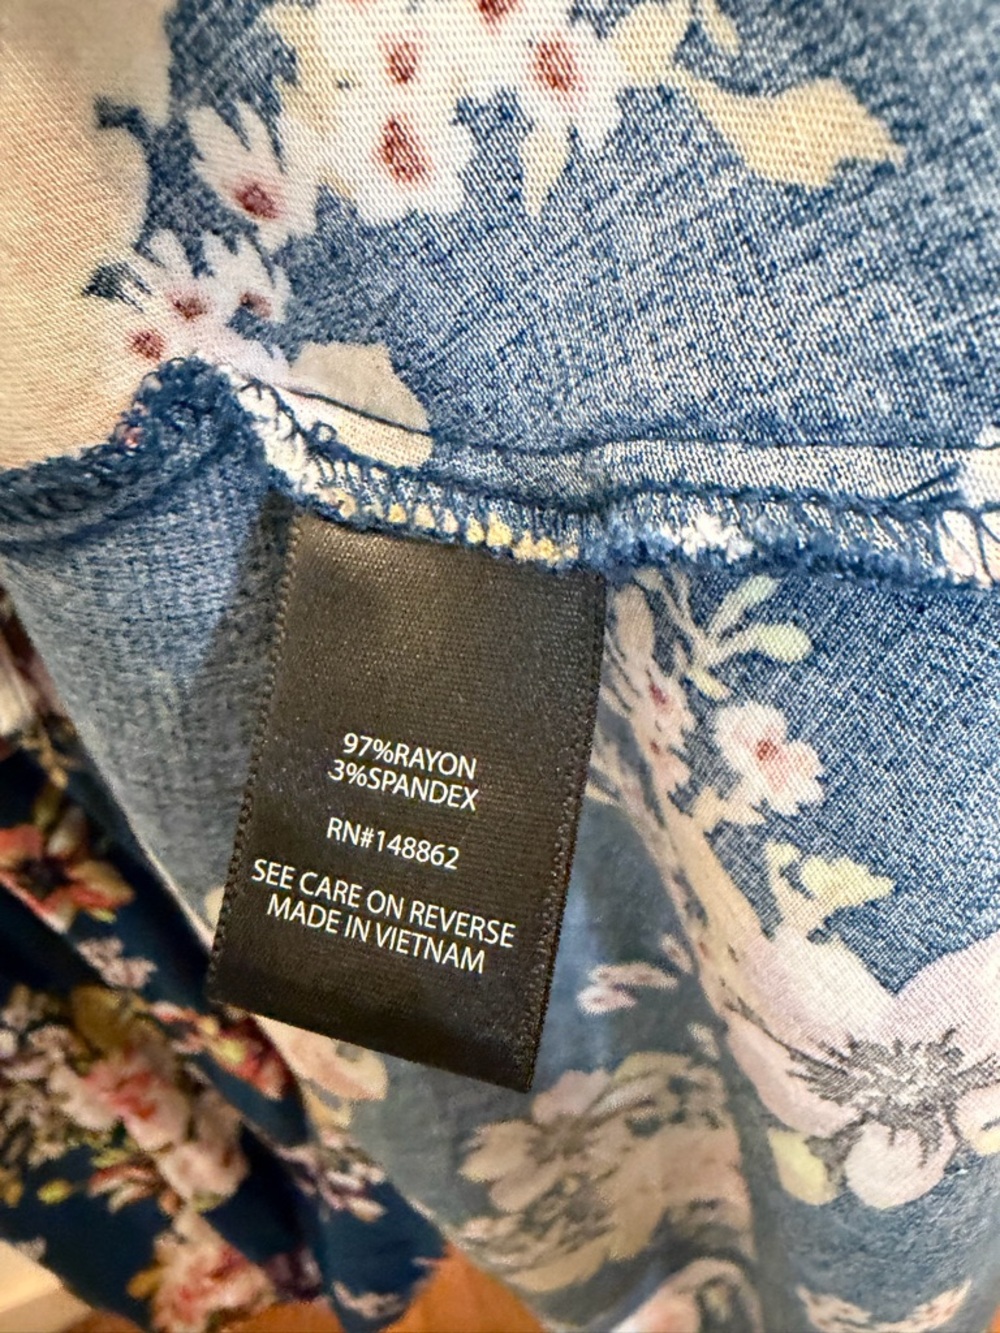 97%RAYON
3%SPANDEX
RN#148862
SEE CARE ON REVERSE
MADE IN VIETNAM